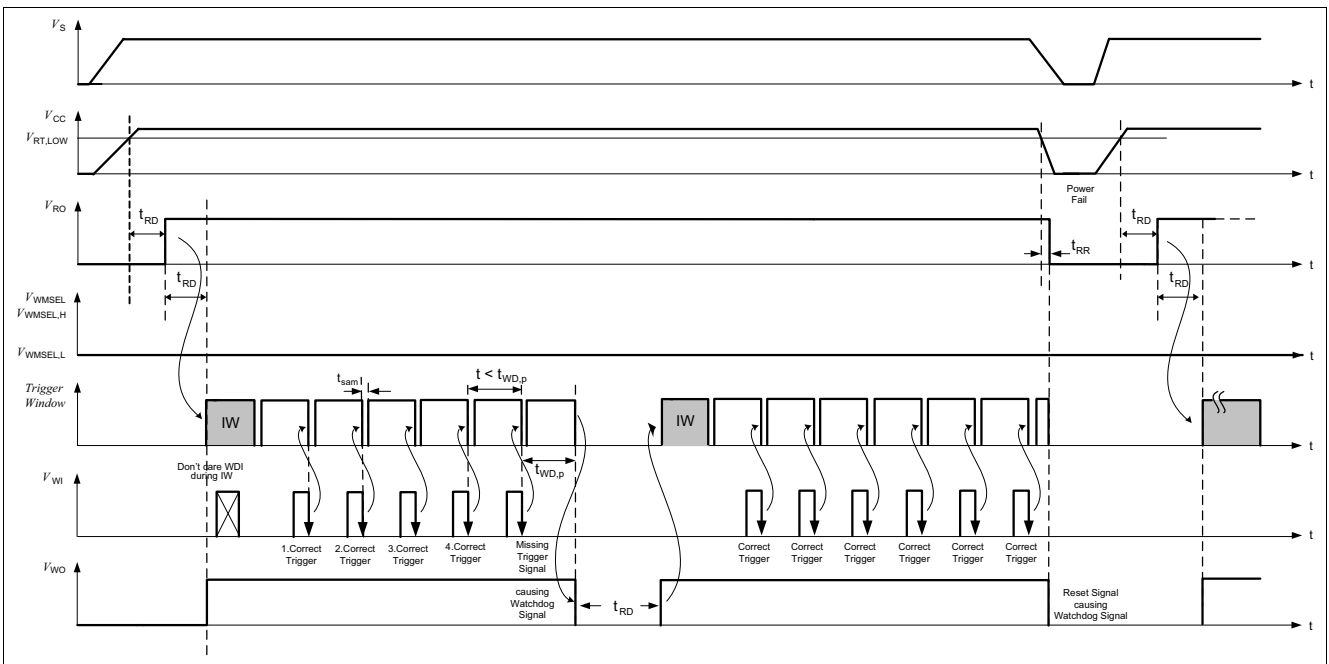 VS
t
VCC
VRT,LOW
t
Power
Fail
VRO
tRD
tRR
tRD
t
tRD
tRD
VWMSEL
VWMSEL,H
VWMSEL,L
t
Trigger
Window
tsam
t < tWD,p
IW
IW
t
tWD,p
Don't dare WDI
during IW
VWI
t
1.Correct
Trigger
2.Correct
Trigger
3.Correct
Trigger
4.Correct
Trigger
Missing
Trigger
Signal
Correct
Trigger
Correct
Trigger
Correct
Trigger
Correct
Trigger
Correct
Trigger
Correct
Trigger
VWO
causing
Watchdog
Signal
tRD
Reset Signal
causing
Watchdog Signal
t